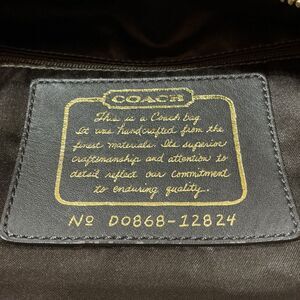 COACH
This is a Coach bag.
It was handcrafted from the
finest materials. Its superior
craftsmanship and attention to
detail reflect our commitment
to enduring quality.
No D0868-12824